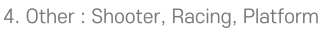 4. Other : Shooter, Racing, Platform